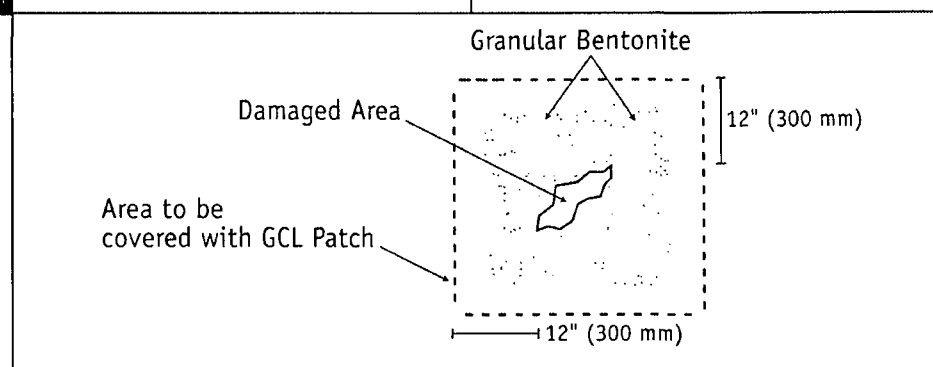 Granular Bentonite
Damaged Area
12" (300 mm)
Area to be
covered with GCL Patch
12" (300 mm)